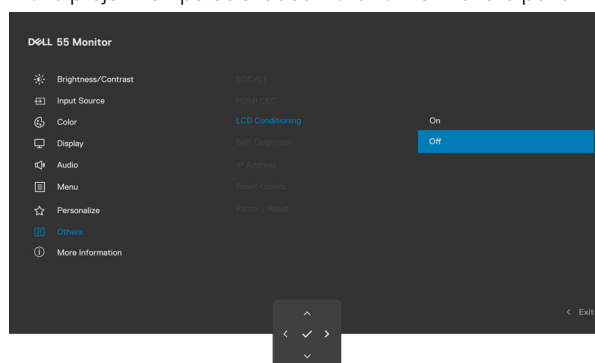 DELL 55 Monitor
Brightness/Contrast
DDC/CI
Input Source
HDMI CEC
Color
LCD Conditioning
On
Display
Self-Diagnostic
Off
Audio
IP Address
Menu
Reset Others
Personalize
Factory Reset
Others
More Information
Exit